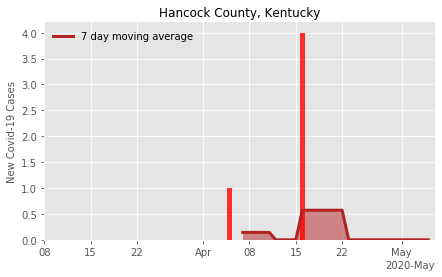 Hancock County, Kentucky
7 day moving average
New Covid-19 Cases
4.0
3.5
3.0
2.5
2.0
1.5
1.0
0.5
0.0
08 15 22 Apr 08 15 22 May
2020-May